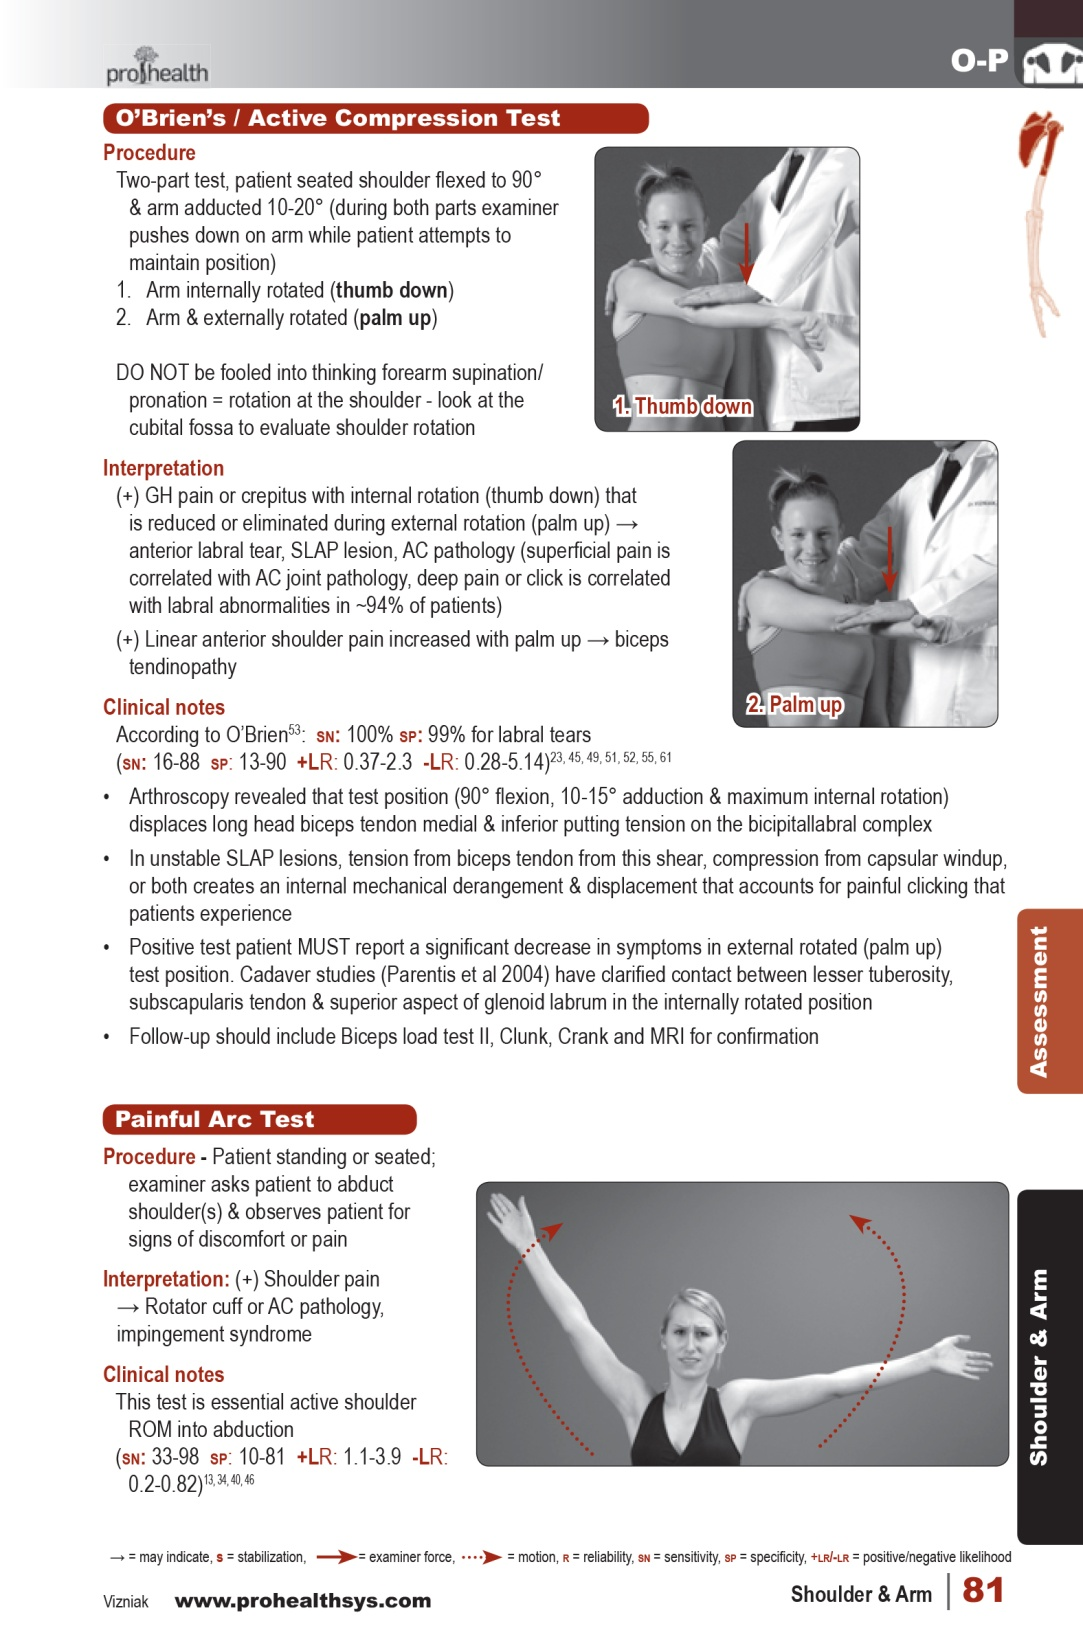 prohealth
O-P
O'Brien's / Active Compression Test
Procedure
Two-part test, patient seated shoulder flexed to 90°
& arm adducted 10-20° (during both parts examiner
pushes down on arm while patient attempts to
maintain position)
1. Arm internally rotated (thumb down)
2. Arm & externally rotated (palm up)
DO NOT be fooled into thinking forearm supination/
pronation = rotation at the shoulder - look at the
cubital fossa to evaluate shoulder rotation
1. Thumb down
Interpretation
(+) GH pain or crepitus with internal rotation (thumb down) that
is reduced or eliminated during external rotation (palm up) →
anterior labral tear, SLAP lesion, AC pathology (superficial pain is
correlated with AC joint pathology, deep pain or click is correlated
with labral abnormalities in ~94% of patients)
(+) Linear anterior shoulder pain increased with palm up → biceps
tendinopathy
2. Palm up
Clinical notes
According to O'Brien53: SN: 100% SP: 99% for labral tears
(SN: 16-88 SP: 13-90 +LR: 0.37-2.3 -LR: 0.28-5.14)23, 45, 49, 51, 52, 55, 61
• Arthroscopy revealed that test position (90° flexion, 10-15° adduction & maximum internal rotation)
displaces long head biceps tendon medial & inferior putting tension on the bicipitallabral complex
• In unstable SLAP lesions, tension from biceps tendon from this shear, compression from capsular windup,
or both creates an internal mechanical derangement & displacement that accounts for painful clicking that
patients experience
• Positive test patient MUST report a significant decrease in symptoms in external rotated (palm up)
test position. Cadaver studies (Parentis et al 2004) have clarified contact between lesser tuberosity,
subscapularis tendon & superior aspect of glenoid labrum in the internally rotated position
• Follow-up should include Biceps load test II, Clunk, Crank and MRI for confirmation
Assessment
Painful Arc Test
Procedure - Patient standing or seated;
examiner asks patient to abduct
shoulder(s) & observes patient for
signs of discomfort or pain
Interpretation: (+) Shoulder pain
→ Rotator cuff or AC pathology,
impingement syndrome
Clinical notes
This test is essential active shoulder
ROM into abduction
(SN: 33-98 SP: 10-81 +LR: 1.1-3.9 -LR:
0.2-0.82)13, 34, 40, 46
Shoulder & Arm
→ = may indicate, S = stabilization, = examiner force, = motion, R = reliability, SN = sensitivity, SP = specificity, +LR/-LR = positive/negative likelihood
Vizniak www.prohealthsys.com
Shoulder & Arm 81